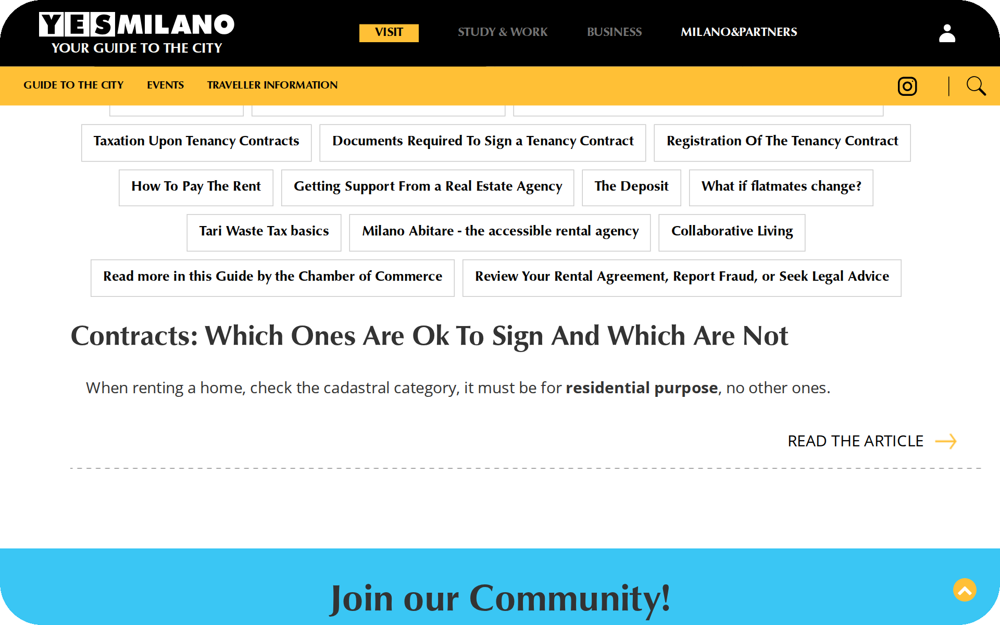 YESMILANO
YOUR GUIDE TO THE CITY
VISIT
STUDY & WORK
BUSINESS
MILANO&PARTNERS
GUIDE TO THE CITY
EVENTS
TRAVELLER INFORMATION
Taxation Upon Tenancy Contracts
Documents Required To Sign a Tenancy Contract
Registration Of The Tenancy Contract
How To Pay The Rent
Getting Support From a Real Estate Agency
The Deposit
What if flatmates change?
Tari Waste Tax basics
Milano Abitare - the accessible rental agency
Collaborative Living
Read more in this Guide by the Chamber of Commerce
Review Your Rental Agreement, Report Fraud, or Seek Legal Advice
Contracts: Which Ones Are Ok To Sign And Which Are Not
When renting a home, check the cadastral category, it must be for residential purpose, no other ones.
READ THE ARTICLE
Join our Community!